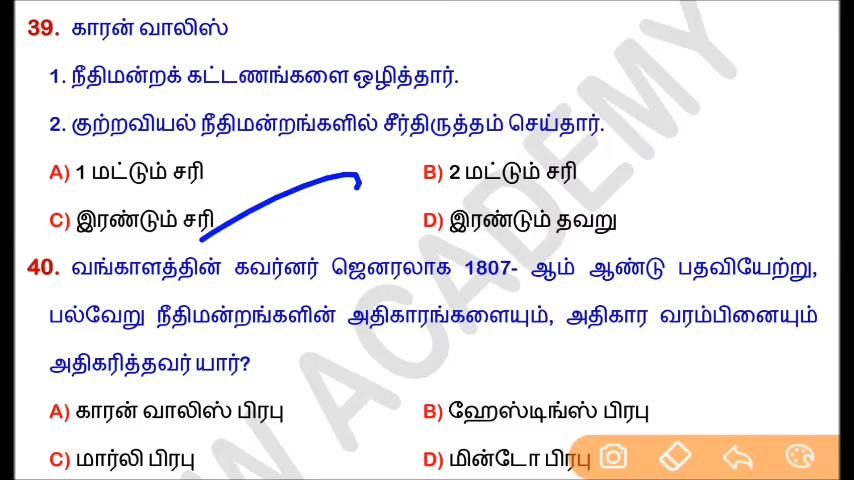 39. காரன் வாலிஸ்
1. நீதிமன்றக் கட்டணங்களை ஒழித்தார்.
2. குற்றவியல் நீதிமன்றங்களில் சீர்திருத்தம் செய்தார்.
A) 1 மட்டும் சரி B) 2 மட்டும் சரி
C) இரண்டும் சரி D) இரண்டும் தவறு
40. வங்காளத்தின் கவர்னர் ஜெனரலாக 1807- ஆம் ஆண்டு பதவியேற்று,
பல்வேறு நீதிமன்றங்களின் அதிகாரங்களையும், அதிகார வரம்பினையும்
அதிகரித்தவர் யார்?
A) காரன் வாலிஸ் பிரபு B) ஹேஸ்டிங்ஸ் பிரபு
C) மார்லி பிரபு D) மின்டோ பிரபு
W ACADEMY